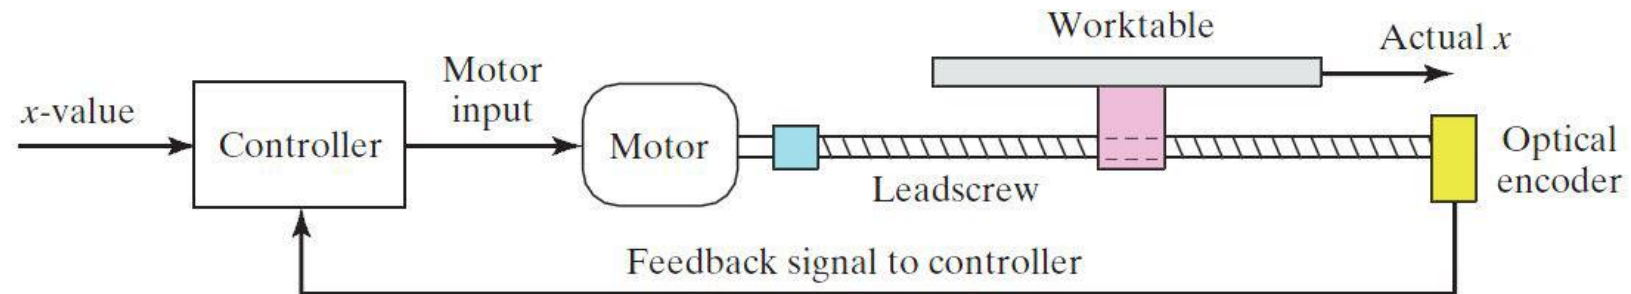 Worktable
Actual x
Motor
input
x-value
Controller
Motor
Leadscrew
Optical
encoder
Feedback signal to controller